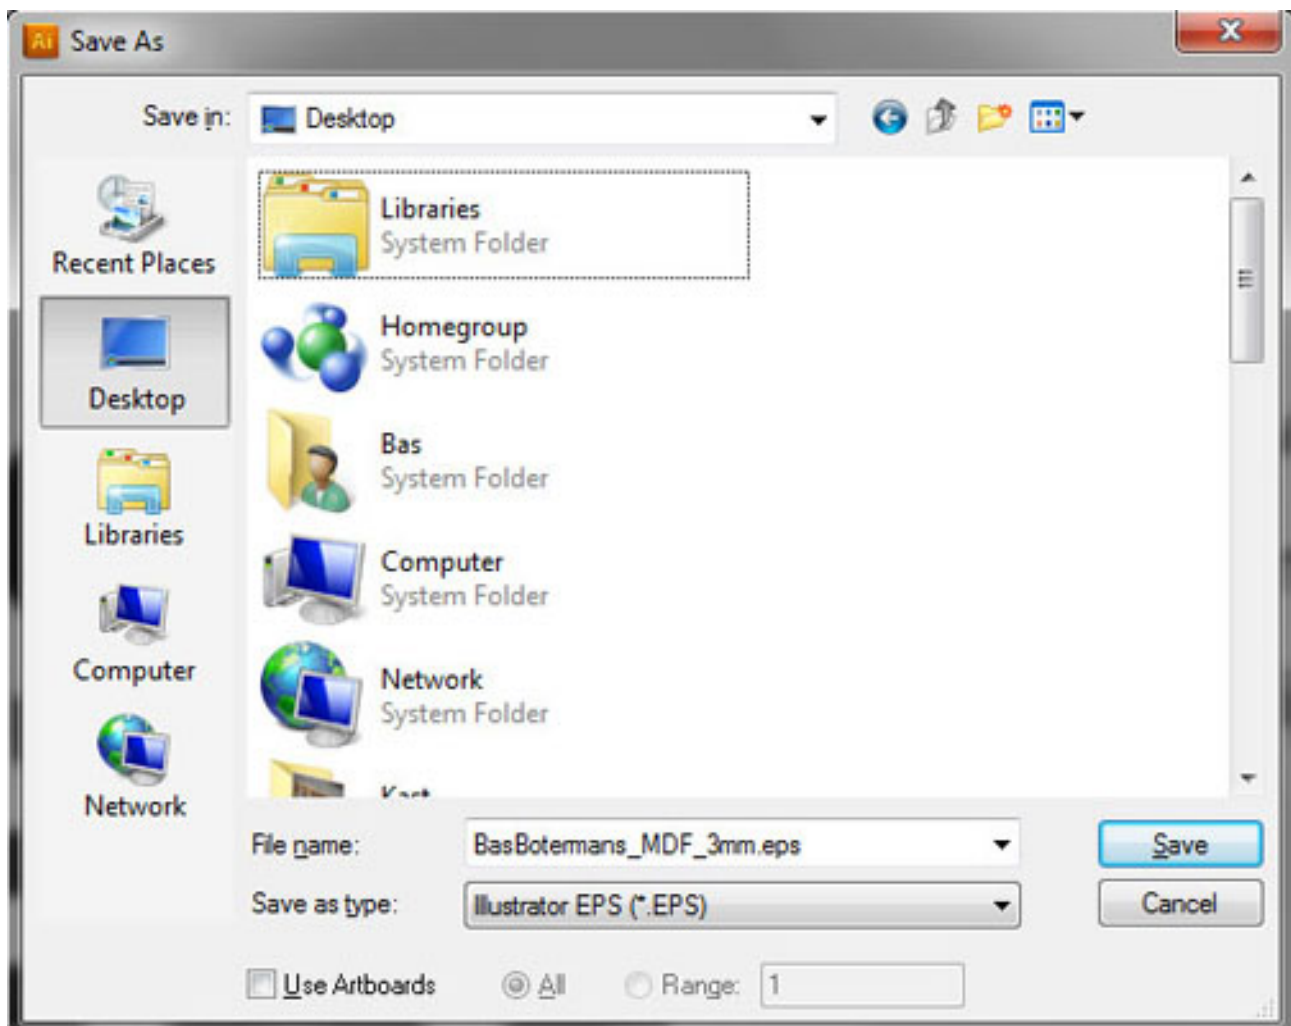 Ai Save As
Save in: Desktop
Recent Places
Desktop
Libraries
Computer
Network
Libraries
System Folder
Homegroup
System Folder
Bas
System Folder
Computer
System Folder
Network
System Folder
File name: BasBotermans_MDF_3mm.eps Save
Save as type: Illustrator EPS (*.EPS) Cancel
Use Artboards All Range: 1